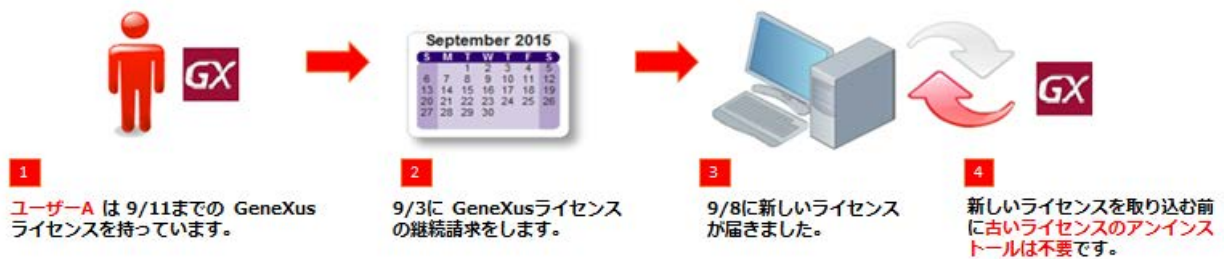 GX
September 2015
S M T W T F S
1 2 3 4 5
6 7 8 9 10 11 12
13 14 15 16 17 18 19
20 21 22 23 24 25 26
27 28 29 30
GX
1
ユーザーA は 9/11までの GeneXus
ライセンスを持っています。
2
9/3に GeneXusライセンス
の継続請求をします。
3
9/8に新しいライセンス
が届きました。
4
新しいライセンスを取り込む前
に古いライセンスのアンインス
トールは不要です。